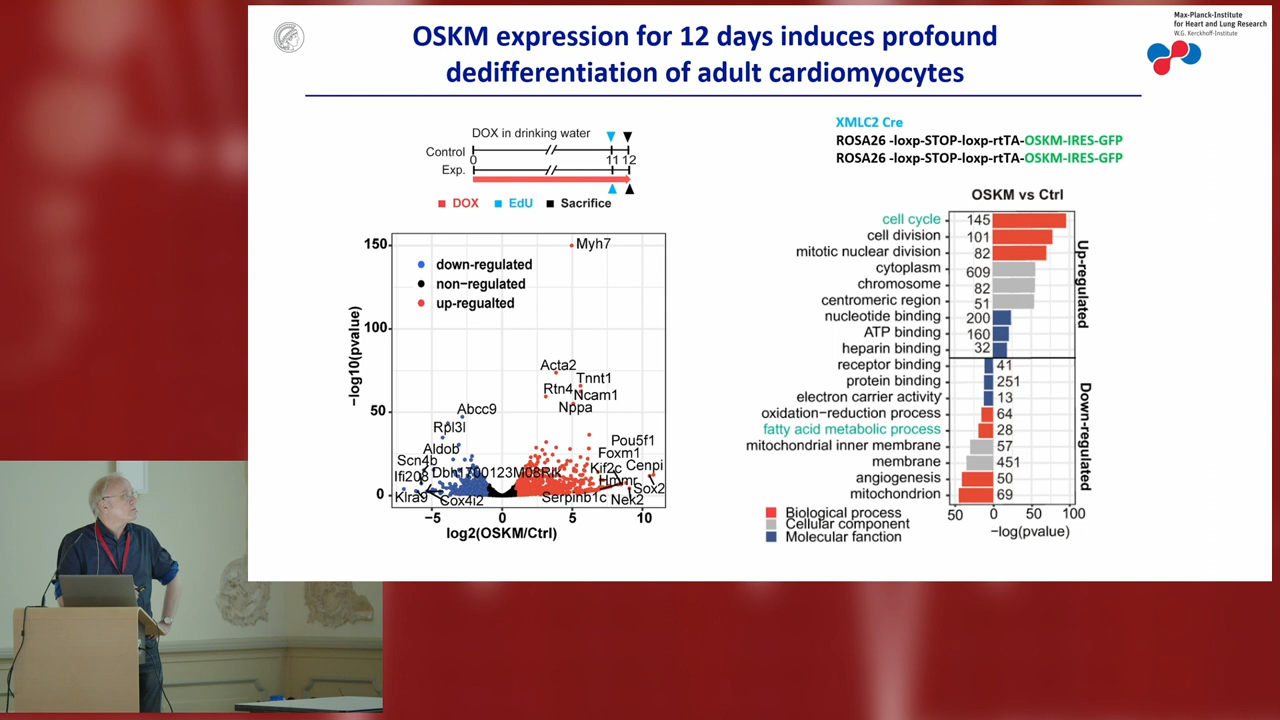 OSKM expression for 12 days induces profound
dedifferentiation of adult cardiomyocytes
Max-Planck-Institute
for Heart and Lung Research
W.G. Kerckhoff-Institute
DOX in drinking water
Control
0
11 12
Exp.
DOX
EdU
Sacrifice
XMLC2 Cre
ROSA26 -loxp-STOP-loxp-rtTA-OSKM-IRES-GFP
ROSA26 -loxp-STOP-loxp-rtTA-OSKM-IRES-GFP
−log10(pvalue)
150
100
50
0
down-regulated
non−regulated
up-regualted
Myh7
Acta2
Tnnt1
Rtn4
Ncam1
Nppa
Abcc9
Rpl3l
Aldob
Scn4b
Dbh
1700123M08Rik
Ifi203
Klra9
Cox4i2
Pou5f1
Foxm1
Kif2c
Cenpi
Hmmr
Sox2
Serpinb1c
Nek2
−5
0
5
10
log2(OSKM/Ctrl)
OSKM vs Ctrl
cell cycle 145
cell division 101
mitotic nuclear division 82
cytoplasm 609
chromosome 82
centromeric region 51
nucleotide binding 200
ATP binding 160
heparin binding 32
Up-regulated
receptor binding 41
protein binding 251
electron carrier activity 13
oxidation−reduction process 64
fatty acid metabolic process 28
mitochondrial inner membrane 57
membrane 451
angiogenesis 50
mitochondrion 69
Down-regulated
50 0 50 100
−log(pvalue)
Biological process
Cellular component
Molecular fanction